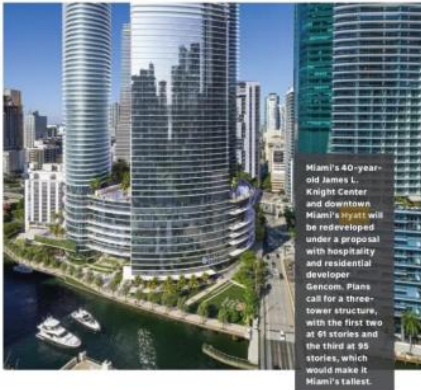 Miami's 40-year-
old James L.
Knight Center
and downtown
Miami's Hyatt will
be redeveloped
under a proposal
with hospitality
and residential
developer
Gencom. Plans
call for a three-
tower structure,
with the first two
at 61 stories and
the third at 95
stories, which
would make it
Miami's tallest.